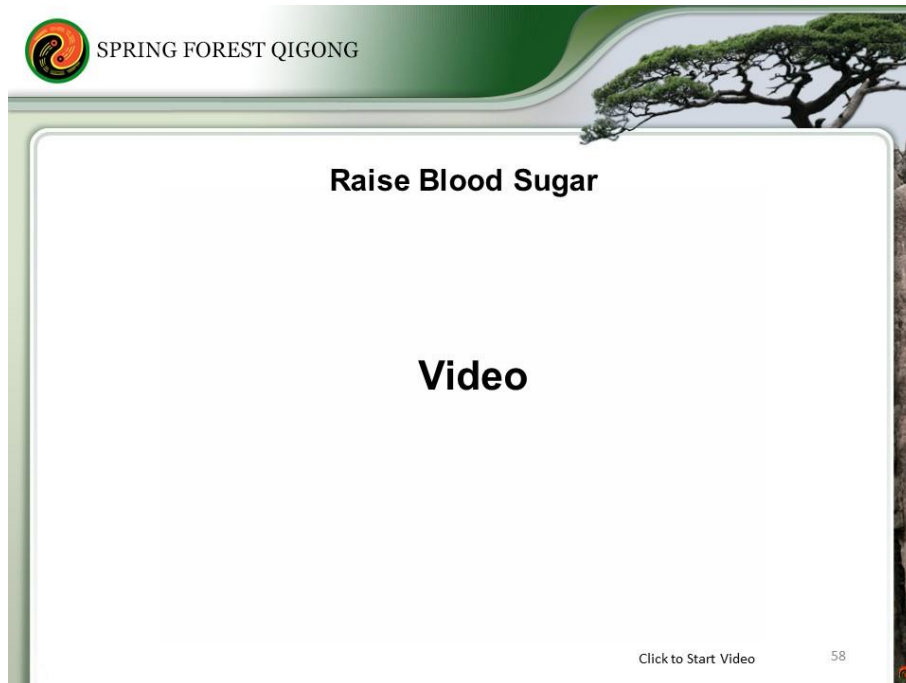 SPRING FOREST QIGONG
Raise Blood Sugar
Video
Click to Start Video
58